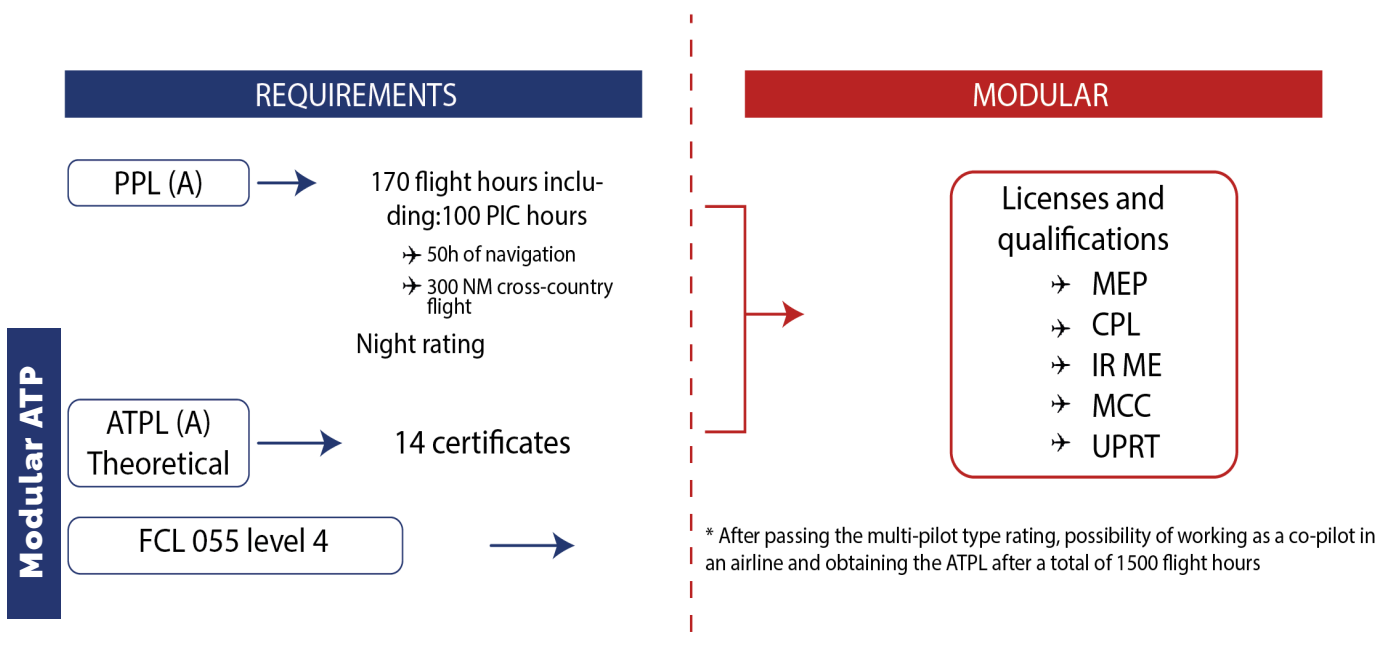 REQUIREMENTS
MODULAR
PPL (A)
170 flight hours inclu-
ding:100 PIC hours
50h of navigation
300 NM cross-country
flight
Night rating
Modular ATP
ATPL (A)
Theoretical
14 certificates
FCL 055 level 4
Licenses and
qualifications
MEP
CPL
IR ME
MCC
UPRT
* After passing the multi-pilot type rating, possibility of working as a co-pilot in
an airline and obtaining the ATPL after a total of 1500 flight hours